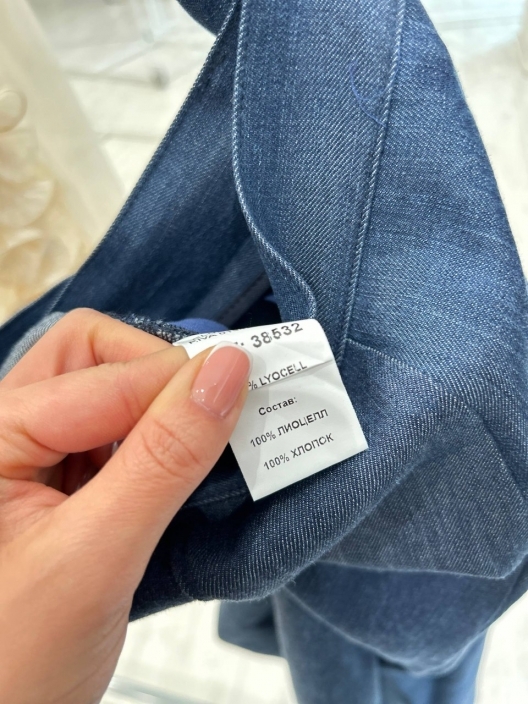 38532
% LYOCELL
Состав:
100% ЛИОЦЕЛЛ
100% ХЛОПОК